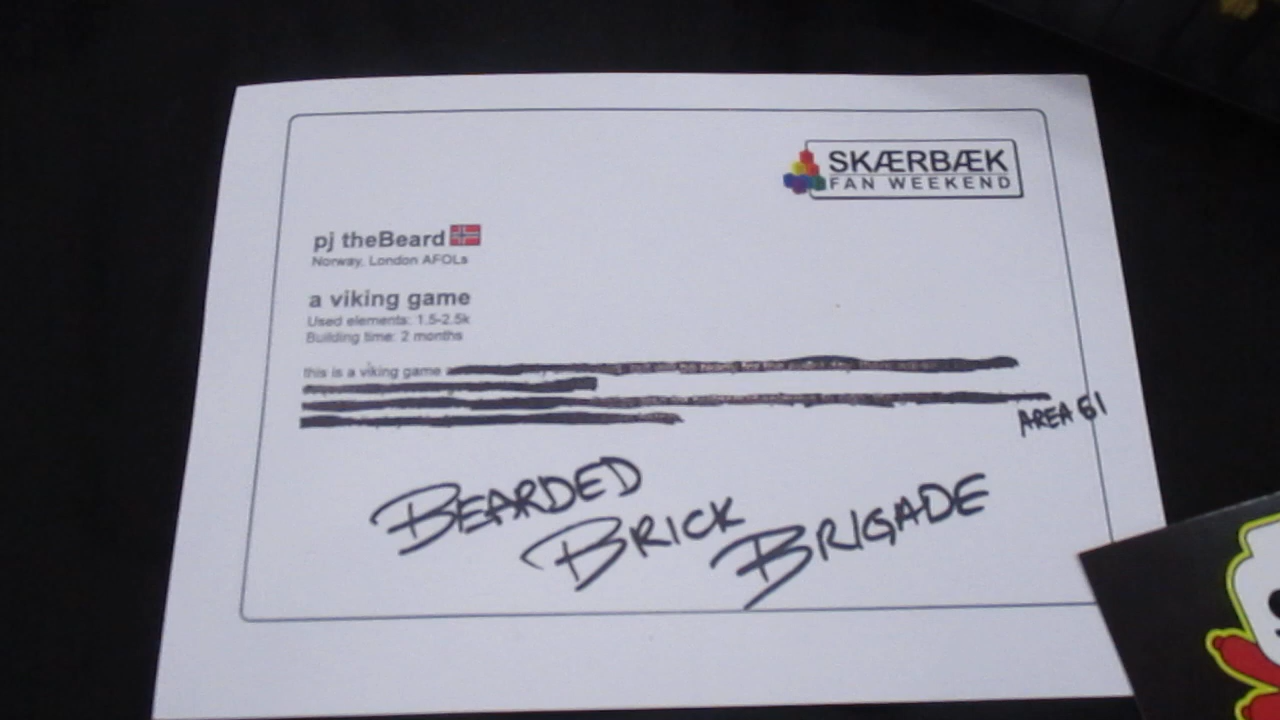 SKÆRBÆK
FAN WEEKEND
pj theBeard
Norway, London AFOLs
a viking game
Used elements: 1.5-2.5k
Building time: 2 months
this is a viking game
AREA 51
BEARDED
BRICK
BRIGADE